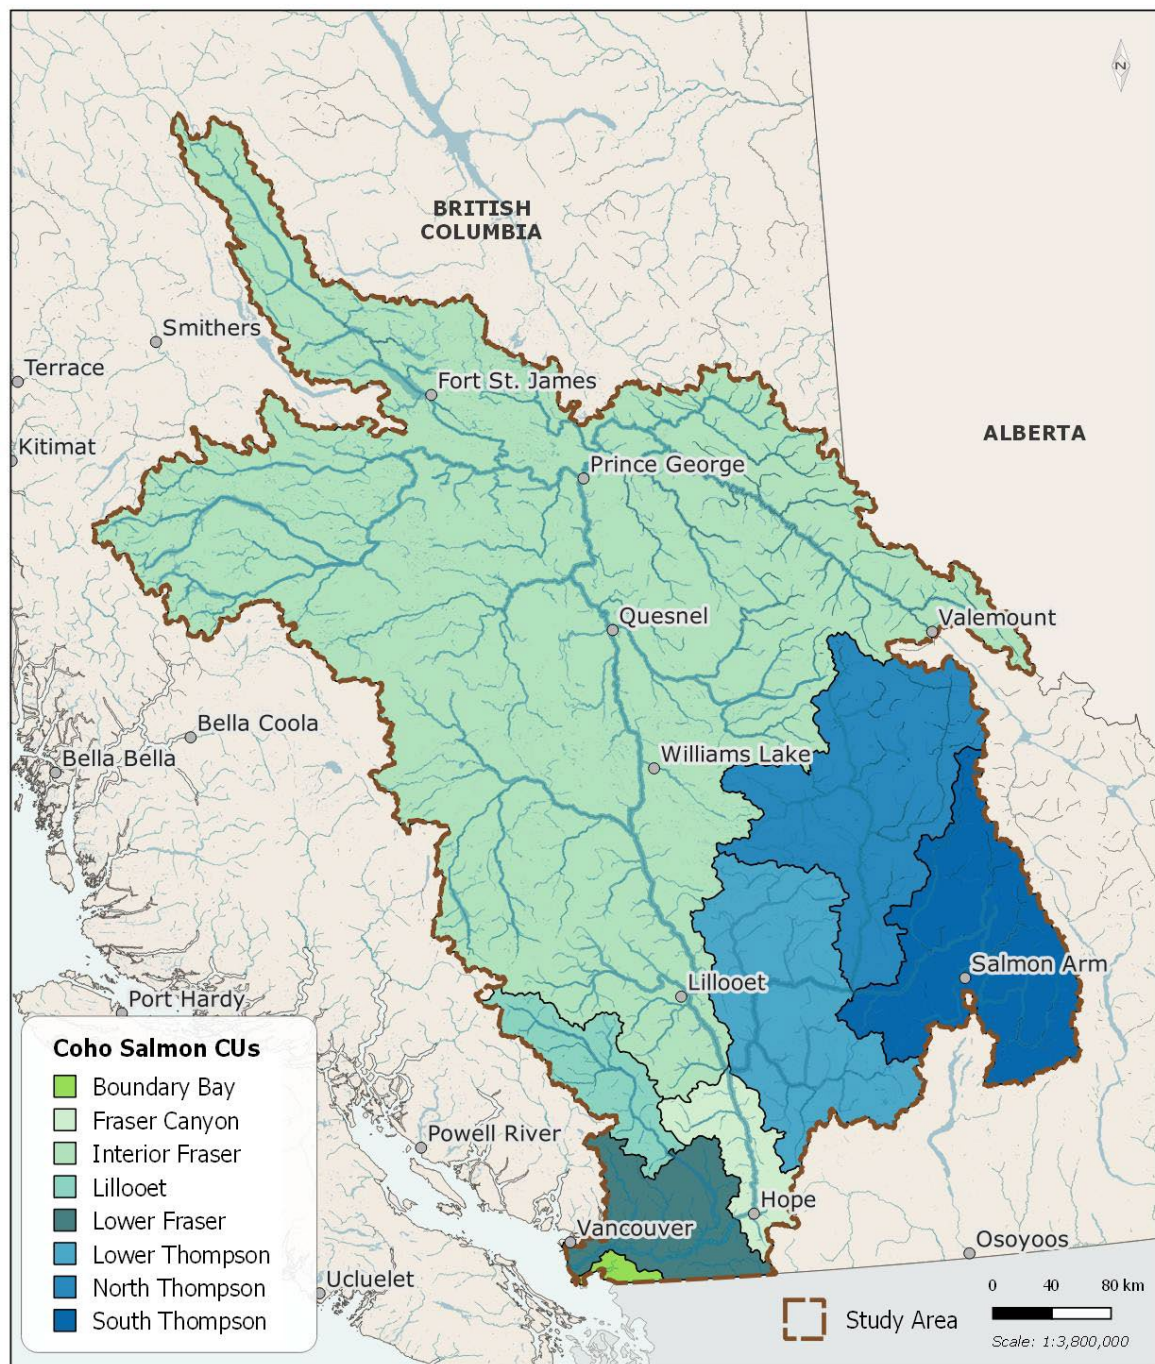 N
BRITISH
COLUMBIA
Smithers
Terrace
Fort St. James
ALBERTA
Kitimat
Prince George
Quesnel
Valemount
Bella Coola
Williams Lake
Bella Bella
Salmon Arm
Lillooet
Port Hardy
Coho Salmon CUs
Boundary Bay
Fraser Canyon
Interior Fraser
Lillooet
Lower Fraser
Lower Thompson
North Thompson
South Thompson
Powell River
Hope
Vancouver
Osoyoos
Ucluelet
0 40 80 km
Study Area
Scale: 1:3,800,000